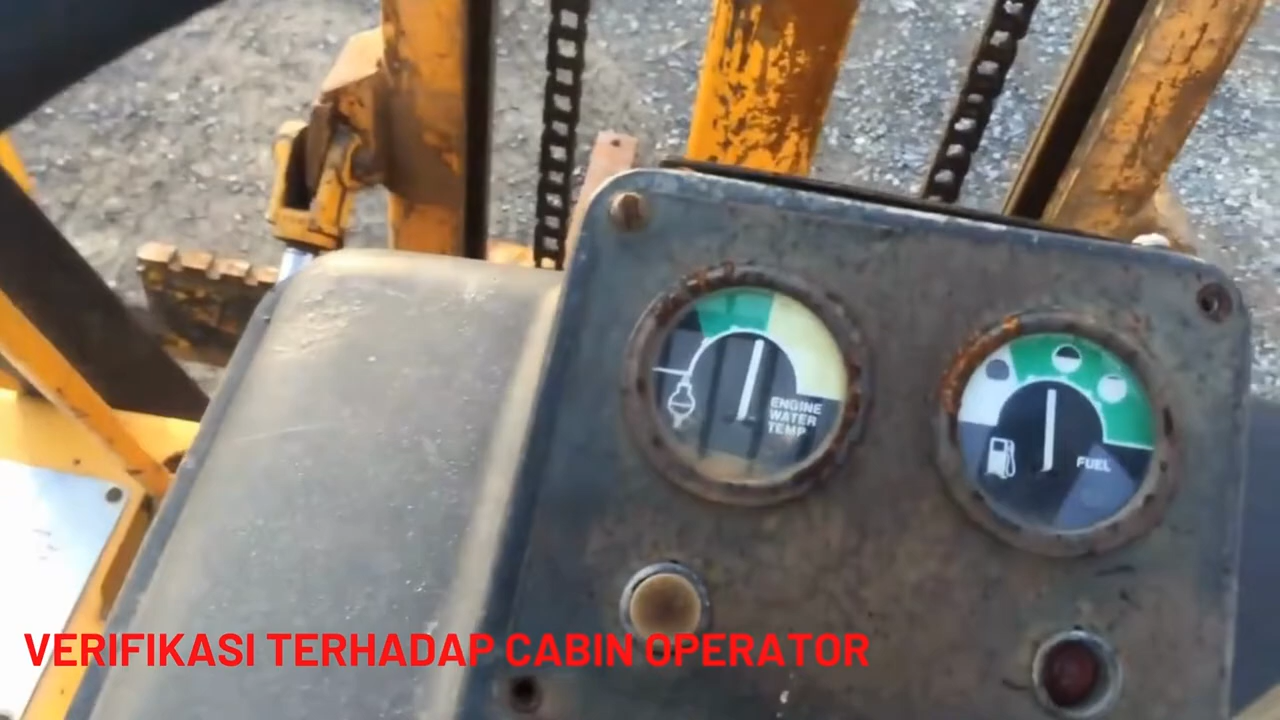 ENGINE
WATER
TEMP
FUEL
VERIFIKASI TERHADAP CABIN OPERATOR